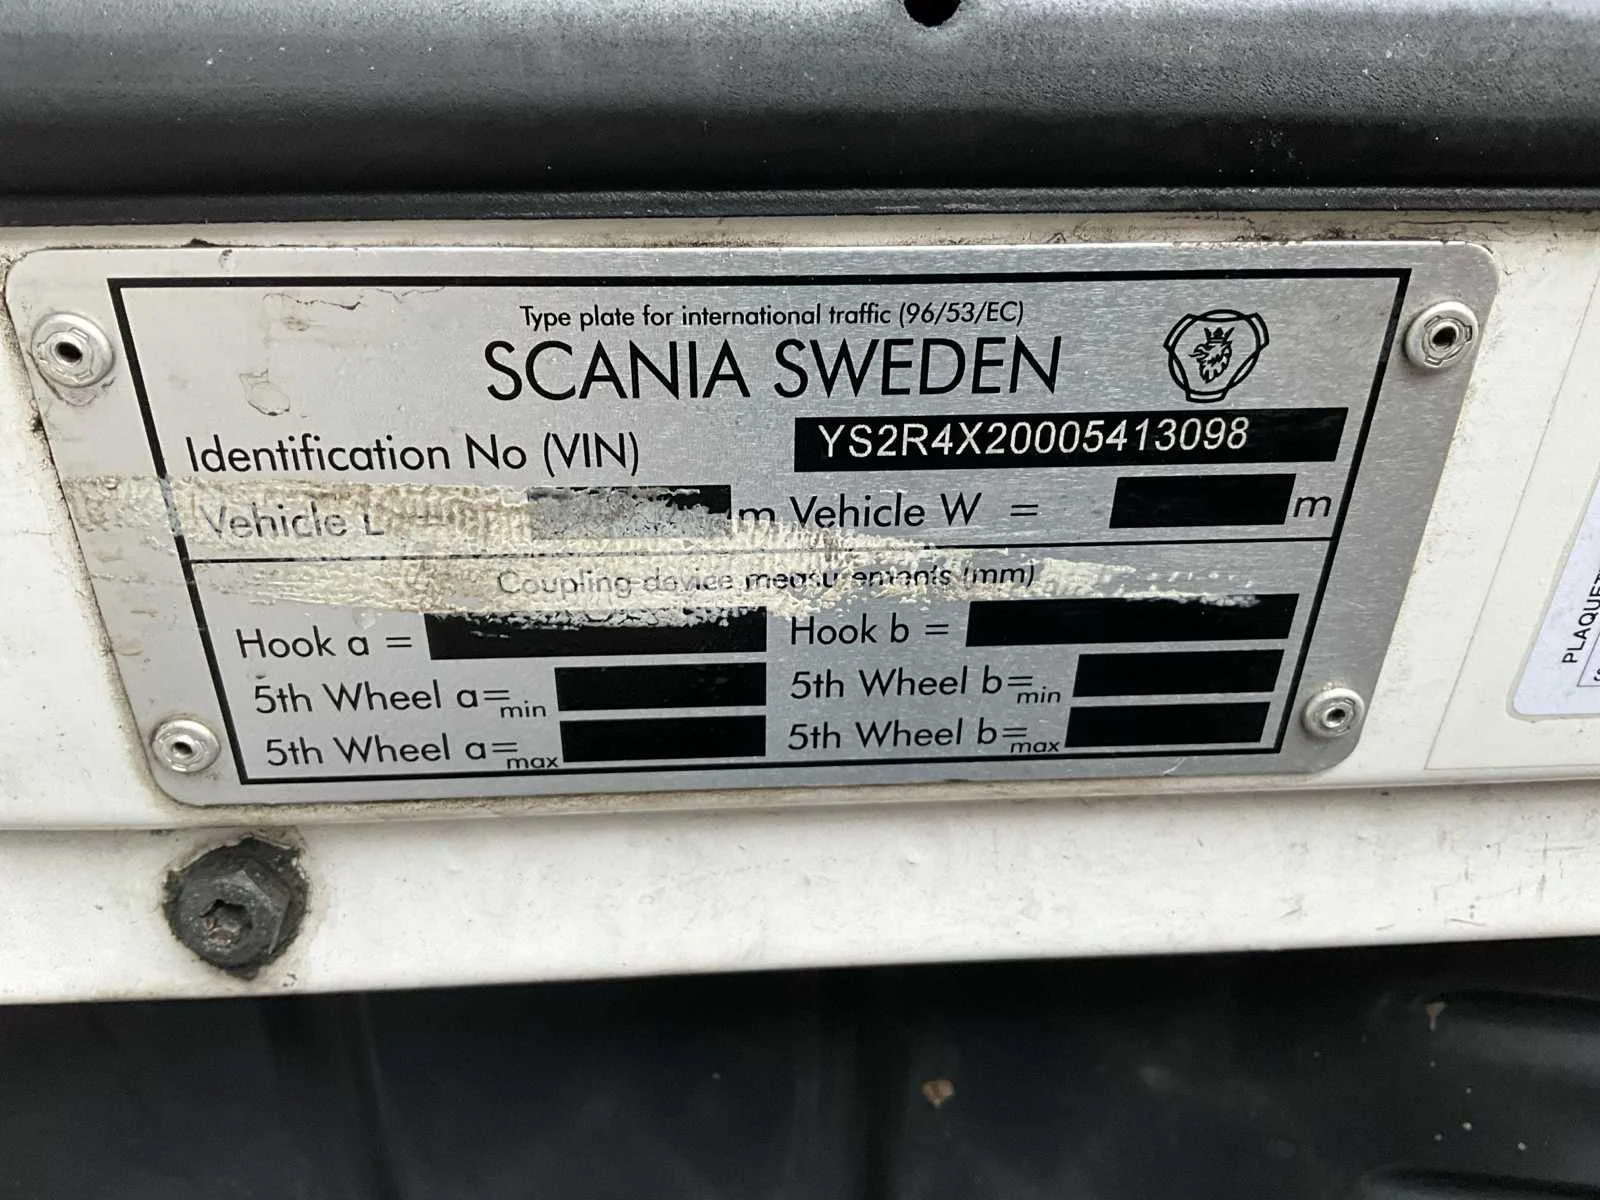 Type plate for international traffic (96/53/EC)
SCANIA SWEDEN
Identification No (VIN) YS2R4X20005413098
Vehicle L m Vehicle W = m
Coupling device measurements (mm)
Hook a = Hook b =
5th Wheel a=min 5th Wheel b=min
5th Wheel a=max 5th Wheel b=max